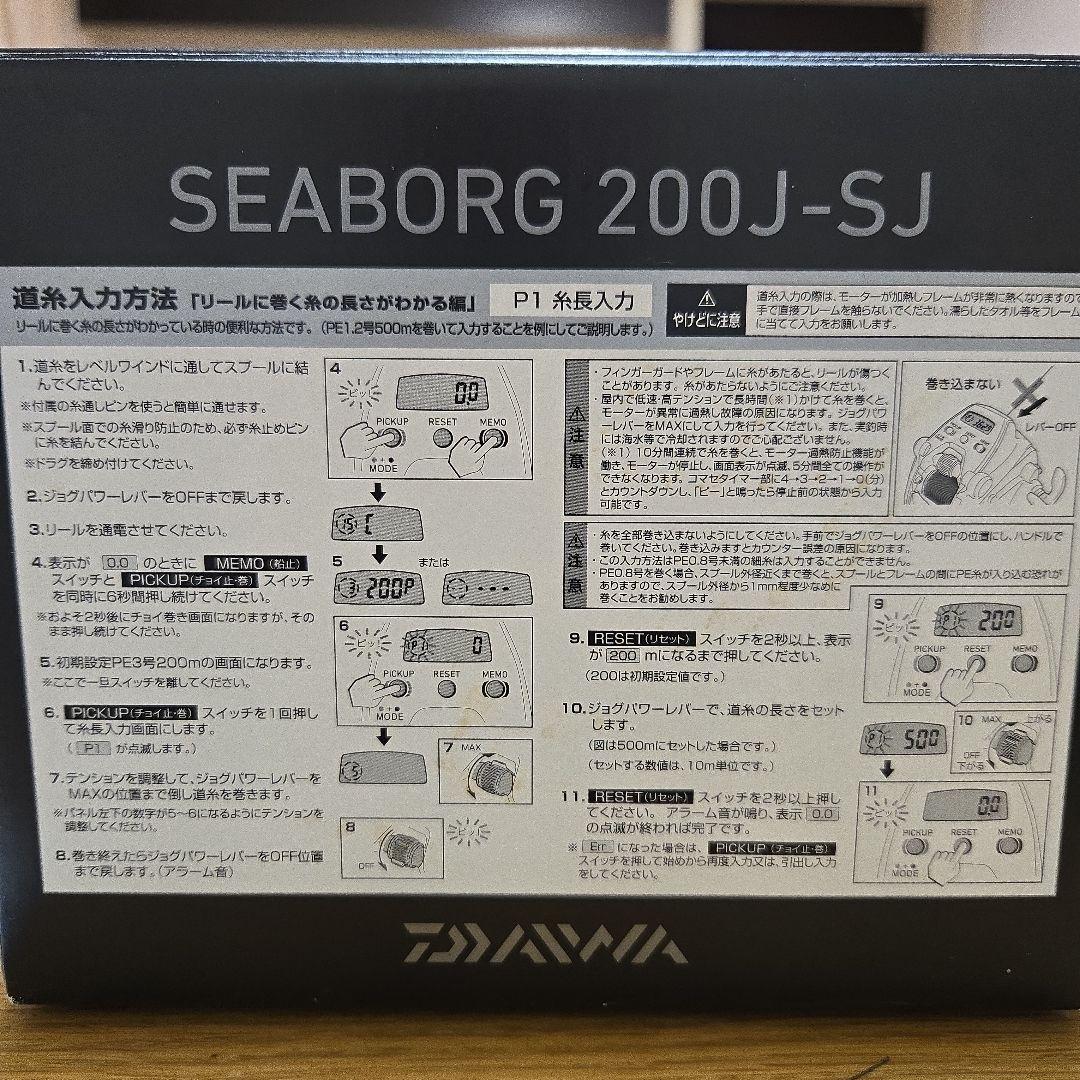 SEABORG 200J-SJ
道糸入力方法「リールに巻く糸の長さがわかる編」 P1 糸長入力
リールに巻く糸の長さがわかっている時の便利な方法です。(PE1.2号500mを巻いて入力することを例にしてご説明します。)
やけどに注意
道糸入力の際は、モーターが加熱しフレームが非常に熱くなりますので
手で直接フレームを触らないでください。濡らしたタオル等をフレーム
に当てて入力をお願いします。
1.道糸をレベルワインドに通してスプールに結
んでください。
※付属の糸通しピンを使うと簡単に通せます。
※スプール面での糸滑り防止のため、必ず糸止めピン
に糸を結んでください。
※ドラグを締め付けてください。
2.ジョグパワーレバーをOFFまで戻します。
3.リールを通電させてください。
4.表示が 0.0 のときに MEMO(船止)
スイッチと PICKUP(チョイ止・巻) スイッチ
を同時に6秒間押し続けてください。
※おおよそ2秒後にチョイ巻き画面になりますが、その
まま押し続けてください。
5.初期設定PE3号200mの画面になります。
※ここで一旦スイッチを離してください。
6. PICKUP(チョイ止・巻) スイッチを1回押し
て糸長入力画面にします。
( P1 が点滅します。)
7.テンションを調整して、ジョグパワーレバーを
MAXの位置まで倒し道糸を巻きます。
※パネル左下の数字が5〜6になるようにテンションを
調整してください。
8.巻き終えたらジョグパワーレバーをOFF位置
まで戻します。(アラーム音)
4
ピッ
0.0
PICKUP RESET MEMO
MODE
15 C
5 または
3 200P
---
6
ピッ
P1 0
PICKUP RESET MEMO
MODE
5
7 MAX
8
OFF
ピッ
注意
・フィンガーガードやフレームに糸があたると、リールが傷つく
ことがあります。糸があたらないようにご注意ください。
・屋内で低速・高テンションで長時間(※1)かけて糸を巻くと、
モーターが異常に過熱し故障の原因になります。ジョグパワ
ーレバーをMAXにして入力を行ってください。また、実釣時
には海水等で冷却されますのでご心配ございません。
(※1)10分間連続で糸を巻くと、モーター過熱防止機能が
働き、モーターが停止し、画面表示が点滅、5分間全ての操作が
できなくなります。コマセタイマー部に4→3→2→1→0(分)
とカウントダウンし、「ピー」と鳴ったら停止前の状態から入力
可能です。
巻き込まない
レバーOFF
注意
・糸を全部巻き込まないようにしてください。手前でジョグパワーレバーをOFFの位置にし、ハンドルで
巻いてください。巻き込みますとカウンター誤差の原因になります。
・この入力方法はPE0.8号未満の細糸は入力することができません。
・PE0.8号を巻く場合、スプール外径近くまで巻くと、スプールとフレームの間にPE糸が入り込む恐れが
ありますので、スプール外径から1mm程度少なめに
巻くことをお勧めします。
9. RESET(リセット) スイッチを2秒以上、表示
が 200 mになるまで押してください。
(200は初期設定値です。)
10.ジョグパワーレバーで、道糸の長さをセット
します。
(図は500mにセットした場合です。)
(セットする数値は、10m単位です。)
11. RESET(リセット) スイッチを2秒以上押し
てください。アラーム音が鳴り、表示 0.0
の点滅が終われば完了です。
※ Err になった場合は、 PICKUP(チョイ止・巻)
スイッチを押して始めから再度入力又は、引出し入力
をしてください。
9
ピッ
P1 200
PICKUP RESET MEMO
MODE
P1 500
10 MAX 上がる
OFF
下がる
11
ピッ
0.0
PICKUP RESET MEMO
MODE
DAIWA